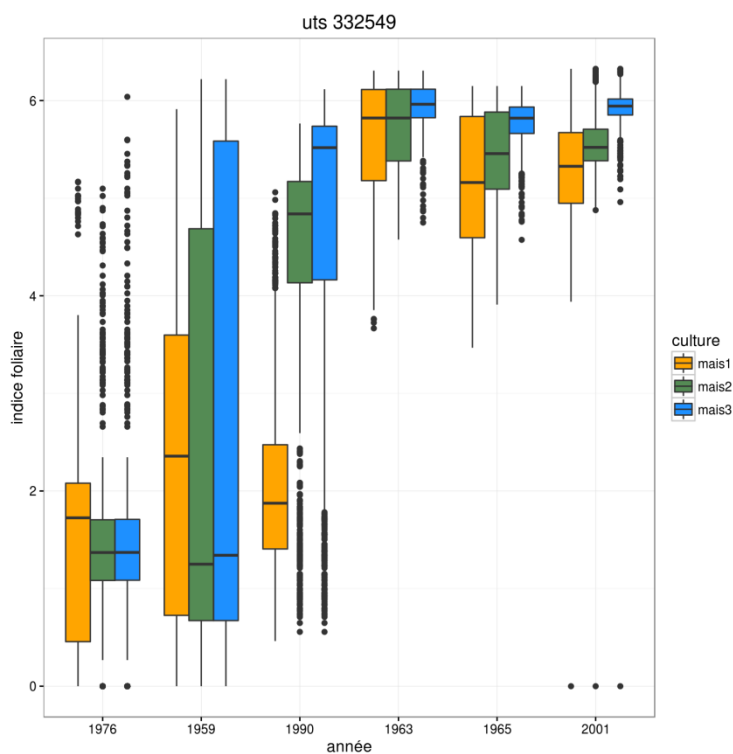 uts 332549
indice foliaire
6
4
2
0
1976 1959 1990 1963 1965 2001
année
culture
mais1
mais2
mais3